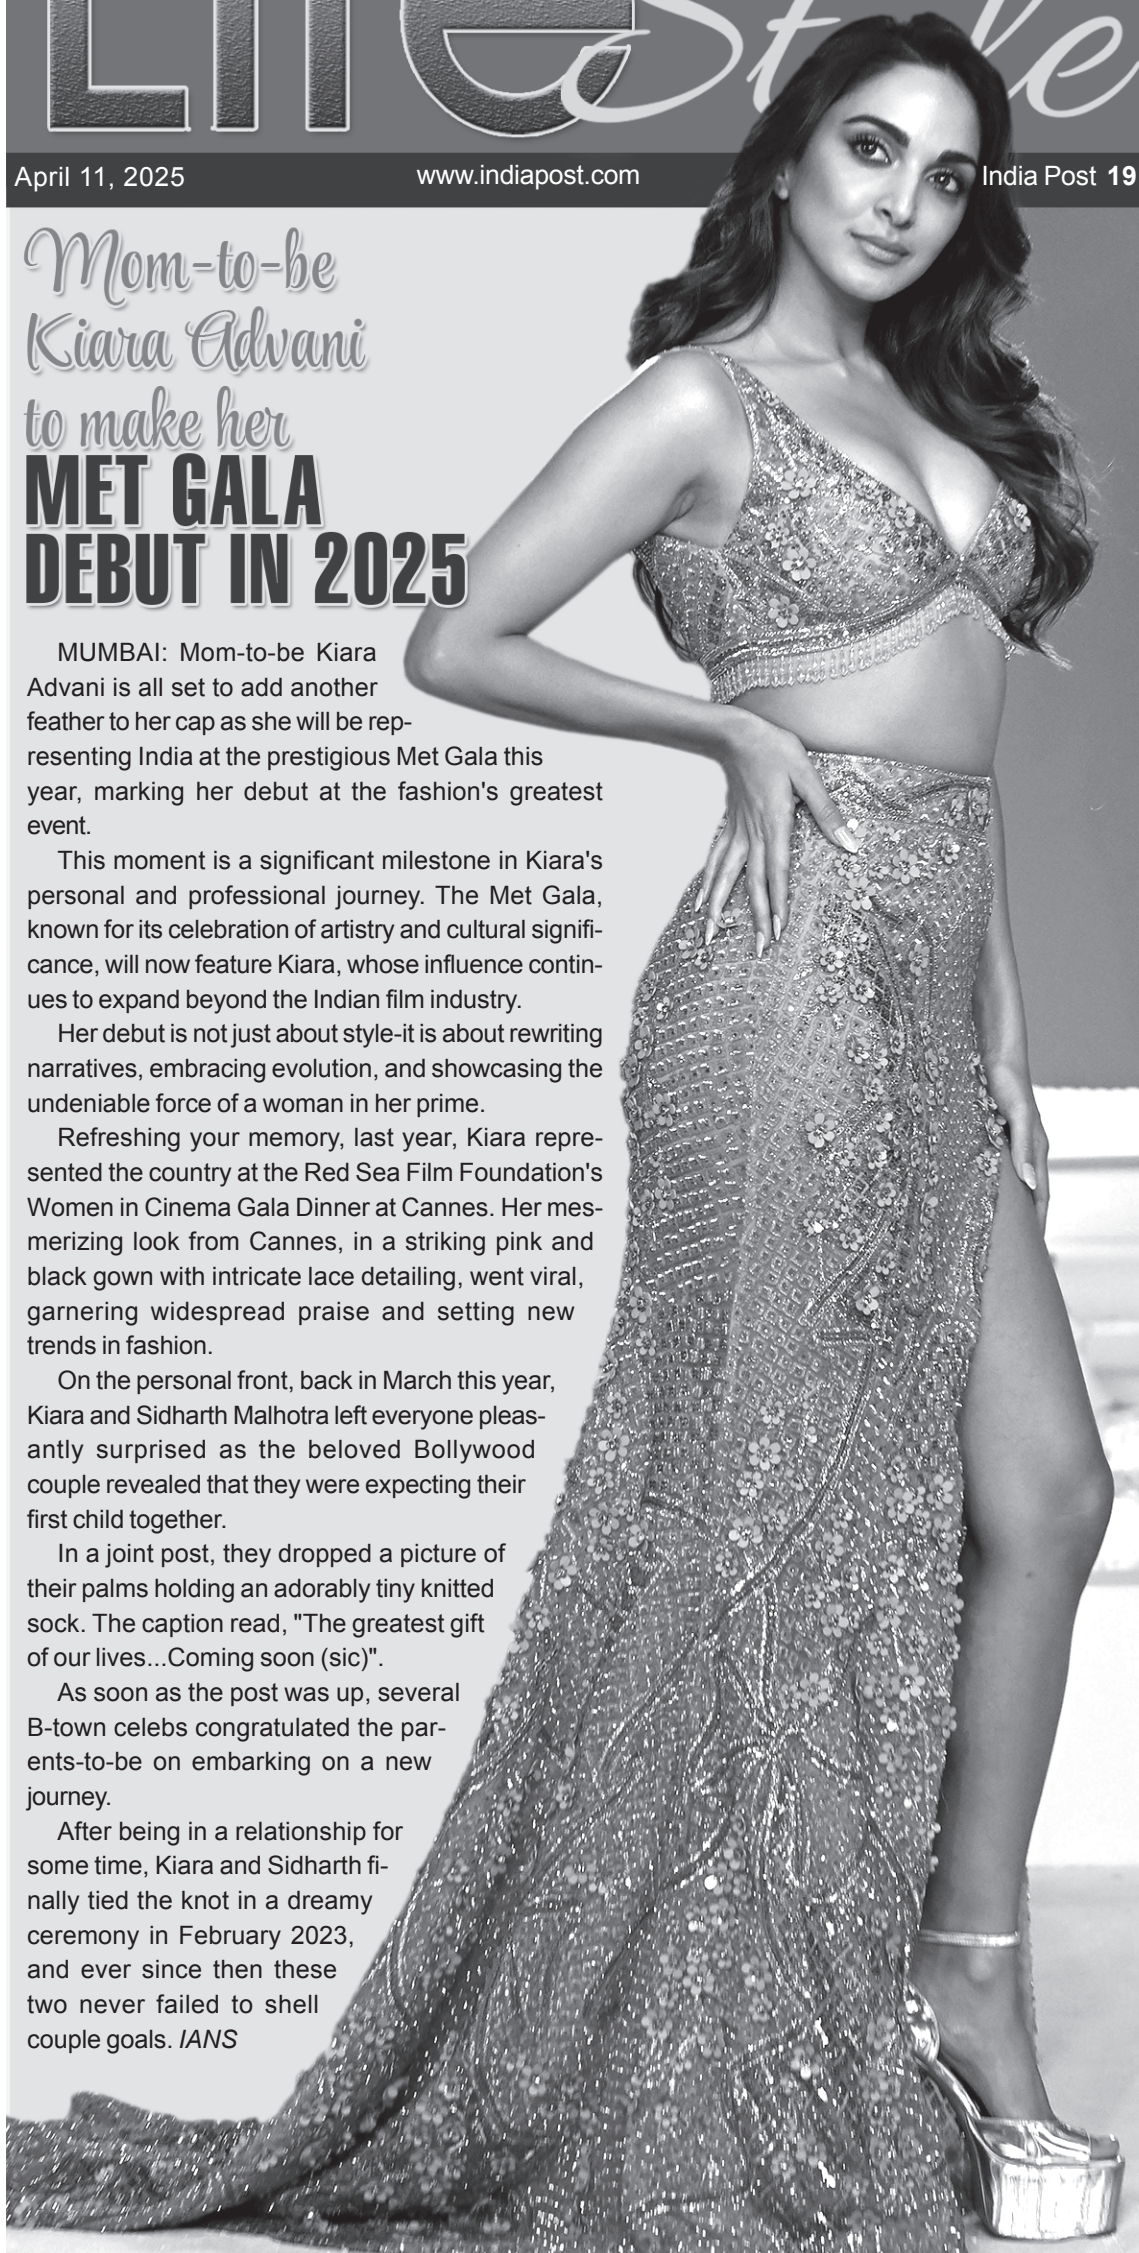 Life Style
April 11, 2025 www.indiapost.com India Post 19
Mom-to-be
Kiara Advani
to make her
MET GALA
DEBUT IN 2025
MUMBAI: Mom-to-be Kiara
Advani is all set to add another
feather to her cap as she will be rep-
resenting India at the prestigious Met Gala this
year, marking her debut at the fashion's greatest
event.
This moment is a significant milestone in Kiara's
personal and professional journey. The Met Gala,
known for its celebration of artistry and cultural signifi-
cance, will now feature Kiara, whose influence contin-
ues to expand beyond the Indian film industry.
Her debut is not just about style-it is about rewriting
narratives, embracing evolution, and showcasing the
undeniable force of a woman in her prime.
Refreshing your memory, last year, Kiara repre-
sented the country at the Red Sea Film Foundation's
Women in Cinema Gala Dinner at Cannes. Her mes-
merizing look from Cannes, in a striking pink and
black gown with intricate lace detailing, went viral,
garnering widespread praise and setting new
trends in fashion.
On the personal front, back in March this year,
Kiara and Sidharth Malhotra left everyone pleas-
antly surprised as the beloved Bollywood
couple revealed that they were expecting their
first child together.
In a joint post, they dropped a picture of
their palms holding an adorably tiny knitted
sock. The caption read, "The greatest gift
of our lives...Coming soon (sic)".
As soon as the post was up, several
B-town celebs congratulated the par-
ents-to-be on embarking on a new
journey.
After being in a relationship for
some time, Kiara and Sidharth fi-
nally tied the knot in a dreamy
ceremony in February 2023,
and ever since then these
two never failed to shell
couple goals. IANS